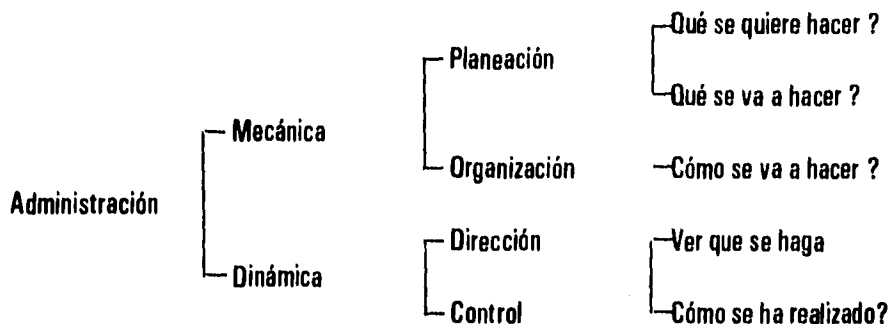 Qué se quiere hacer ?
Planeación
Qué se va a hacer ?
Mecánica
Organización
Cómo se va a hacer ?
Administración
Dirección
Ver que se haga
Dinámica
Control
Cómo se ha realizado?